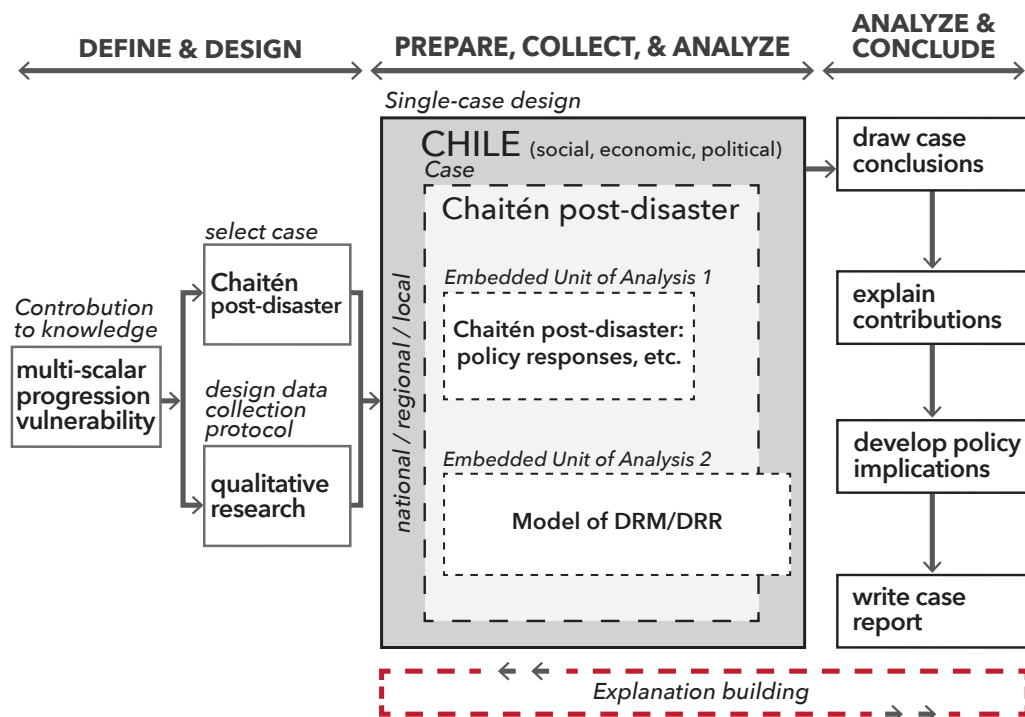 DEFINE & DESIGN
PREPARE, COLLECT, & ANALYZE
ANALYZE &
CONCLUDE
Controbution
to knowledge
multi-scalar
progression
vulnerability
select case
Chaitén
post-disaster
design data
collection
protocol
qualitative
research
Single-case design
CHILE (social, economic, political)
national / regional / local
Case
Chaitén post-disaster
Embedded Unit of Analysis 1
Chaitén post-disaster:
policy responses, etc.
Embedded Unit of Analysis 2
Model of DRM/DRR
draw case
conclusions
explain
contributions
develop policy
implications
write case
report
Explanation building